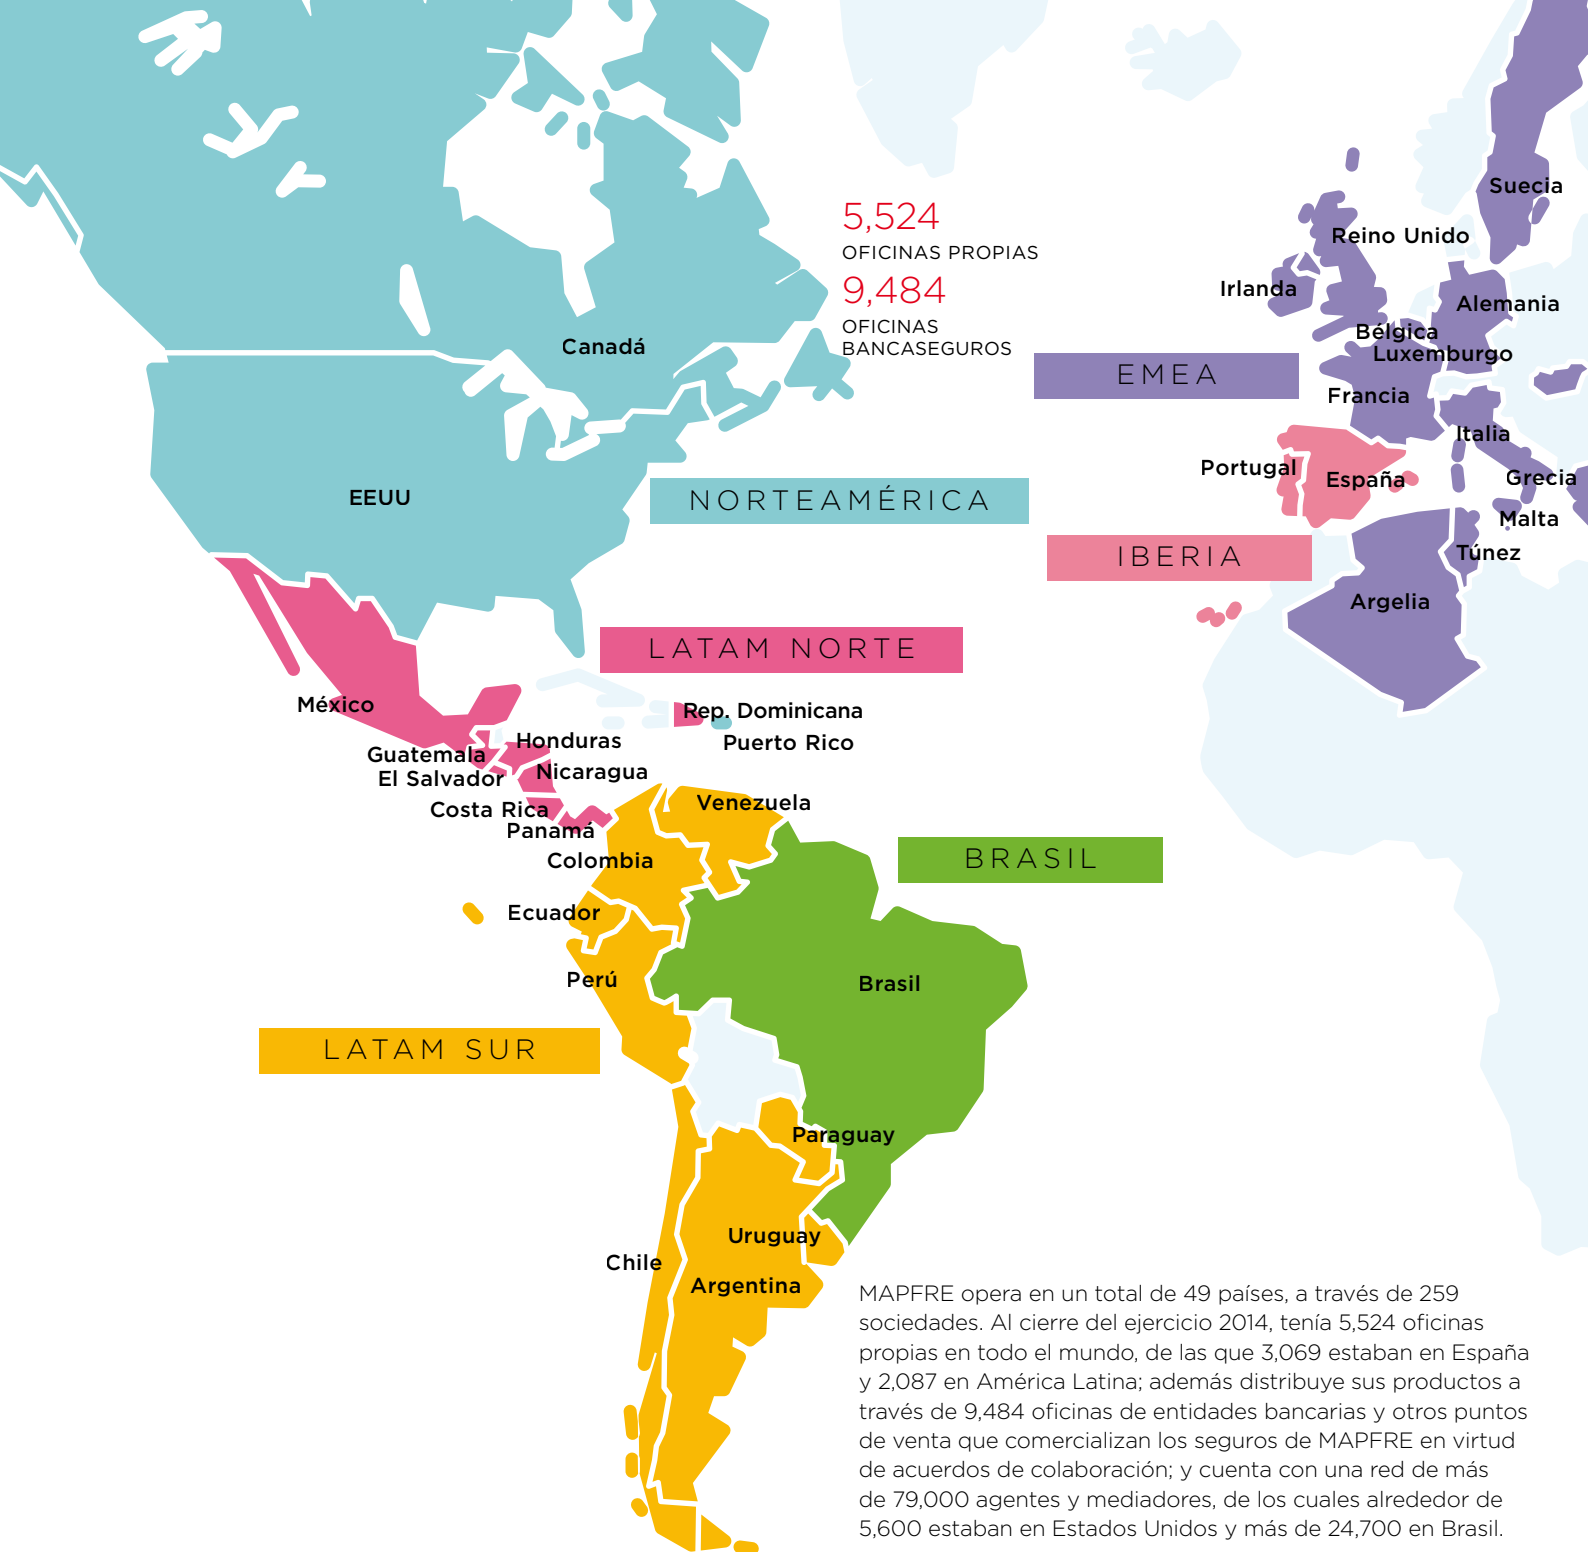 5,524
OFICINAS PROPIAS
9,484
OFICINAS
BANCASEGUROS
Suecia
Reino Unido
Irlanda
Alemania
Bélgica
Luxemburgo
Francia
EMEA
Italia
Portugal
España
Grecia
Malta
Túnez
IBERIA
Argelia
Canadá
EEUU
NORTEAMÉRICA
LATAM NORTE
México
Rep. Dominicana
Puerto Rico
Honduras
Guatemala
Nicaragua
El Salvador
Costa Rica
Panamá
Venezuela
Colombia
BRASIL
Ecuador
Perú
Brasil
LATAM SUR
Paraguay
Uruguay
Chile
Argentina
MAPFRE opera en un total de 49 países, a través de 259
sociedades. Al cierre del ejercicio 2014, tenía 5,524 oficinas
propias en todo el mundo, de las que 3,069 estaban en España
y 2,087 en América Latina; además distribuye sus productos a
través de 9,484 oficinas de entidades bancarias y otros puntos
de venta que comercializan los seguros de MAPFRE en virtud
de acuerdos de colaboración; y cuenta con una red de más
de 79,000 agentes y mediadores, de los cuales alrededor de
5,600 estaban en Estados Unidos y más de 24,700 en Brasil.